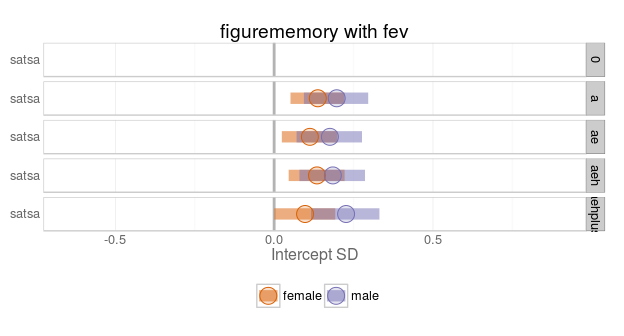 figurememory with fev
satsa
0
satsa
a
satsa
ae
satsa
aeh
satsa
ehplus
-0.5
0.0
0.5
Intercept SD
female
male